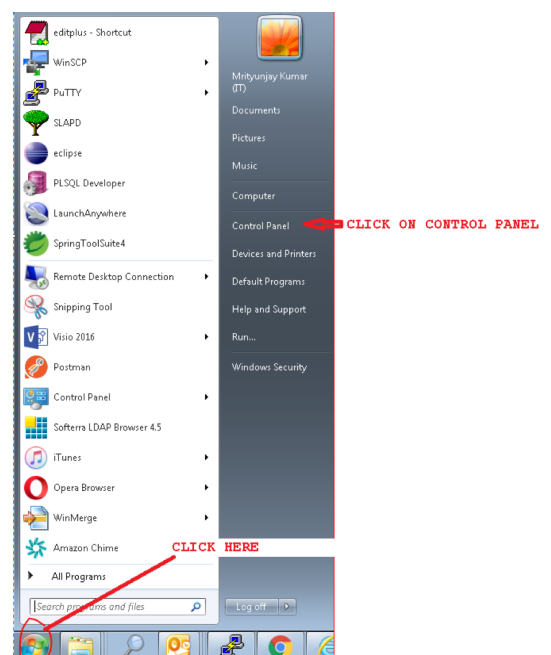 editplus - Shortcut
WinSCP
PuTTY
SLAPD
eclipse
PLSQL Developer
LaunchAnywhere
SpringToolSuite4
Remote Desktop Connection
Snipping Tool
Visio 2016
Postman
Control Panel
Softerra LDAP Browser 4.5
iTunes
Opera Browser
WinMerge
Amazon Chime
All Programs
Search programs and files
Mrityunjay Kumar
(IT)
Documents
Pictures
Music
Computer
Control Panel
CLICK ON CONTROL PANEL
Devices and Printers
Default Programs
Help and Support
Run...
Windows Security
CLICK HERE
Log off